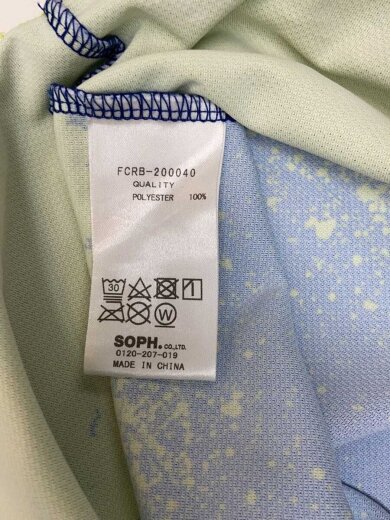 FCRB-200040
QUALITY
POLYESTER 100%
30
W
SOPH. CO.,LTD.
0120-207-019
MADE IN CHINA